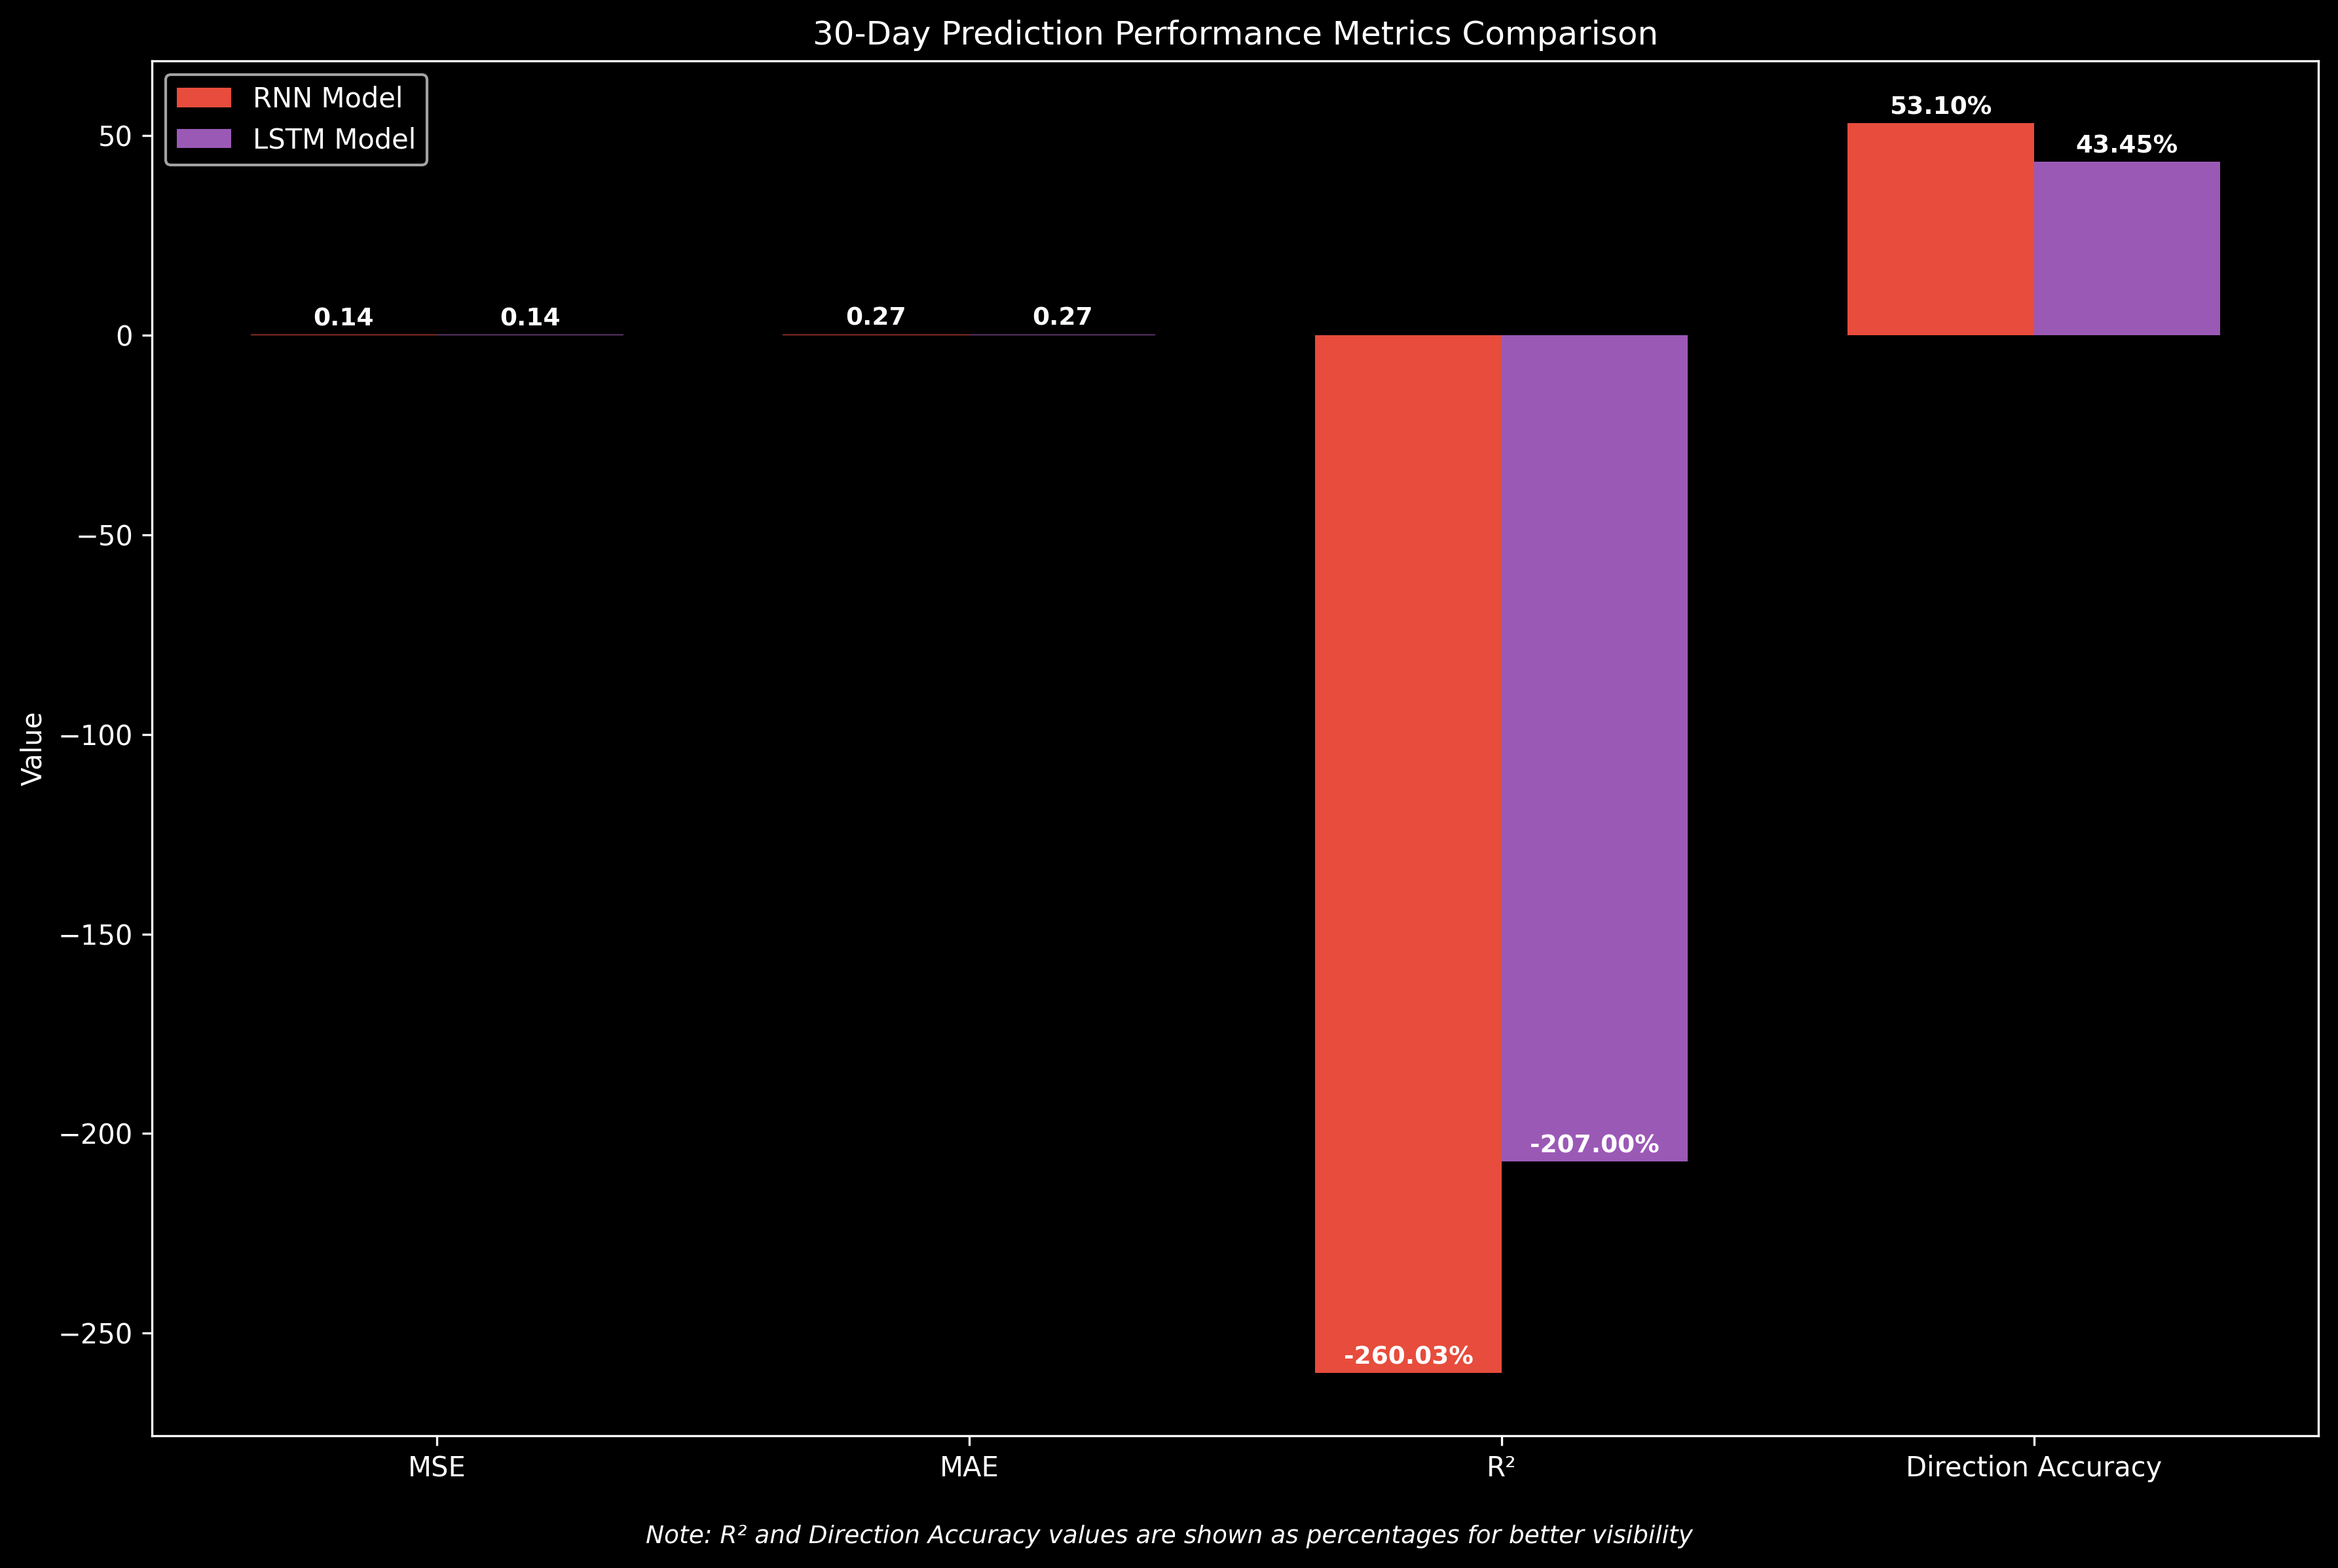 30-Day Prediction Performance Metrics Comparison
RNN Model
LSTM Model
53.10%
43.45%
0.14
0.14
0.27
0.27
-207.00%
-260.03%
50
0
−50
−100
−150
−200
−250
Value
MSE
MAE
R²
Direction Accuracy
Note: R² and Direction Accuracy values are shown as percentages for better visibility